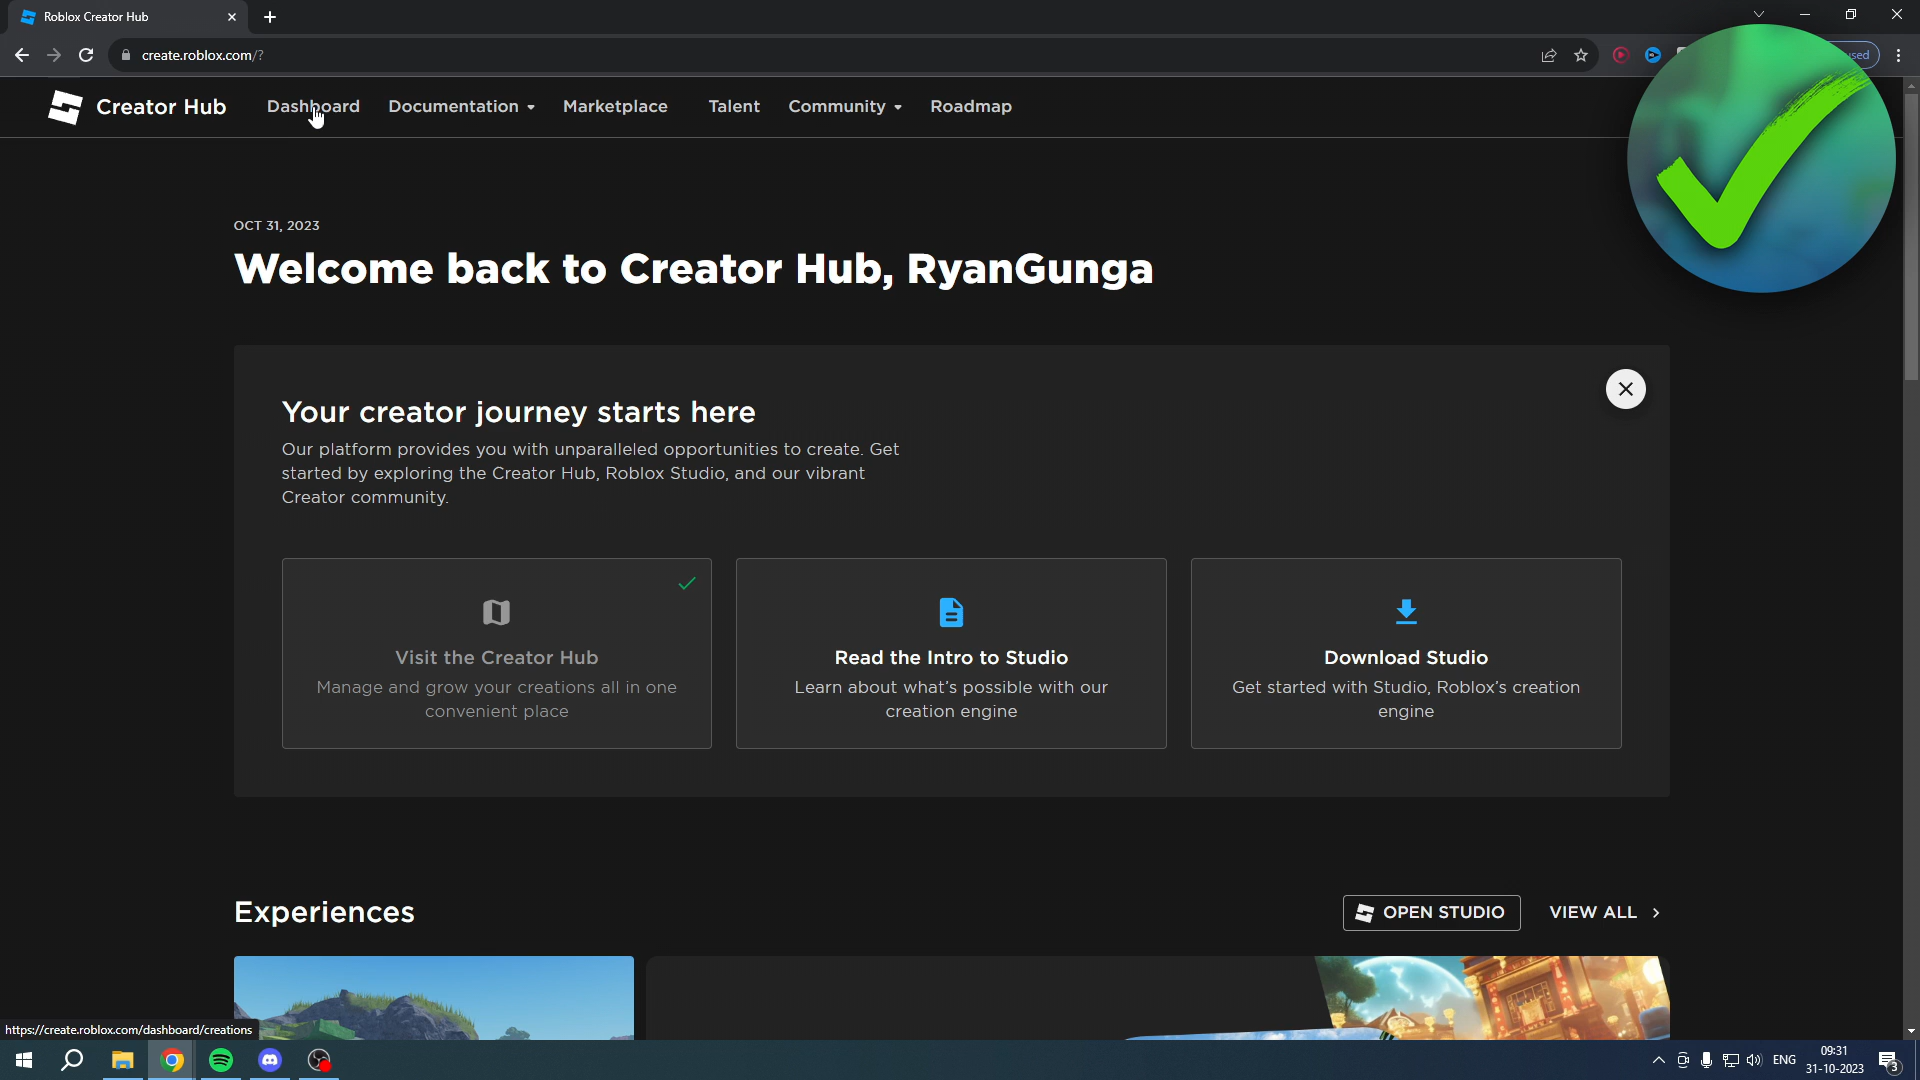 Roblox Creator Hub
create.roblox.com/?
used
Creator Hub
Dashboard
Documentation
Marketplace
Talent
Community
Roadmap
OCT 31, 2023
Welcome back to Creator Hub, RyanGunga
Your creator journey starts here
Our platform provides you with unparalleled opportunities to create. Get
started by exploring the Creator Hub, Roblox Studio, and our vibrant
Creator community.
Visit the Creator Hub
Manage and grow your creations all in one
convenient place
Read the Intro to Studio
Learn about what's possible with our
creation engine
Download Studio
Get started with Studio, Roblox's creation
engine
Experiences
OPEN STUDIO
VIEW ALL
https://create.roblox.com/dashboard/creations
ENG
09:31
31-10-2023
3